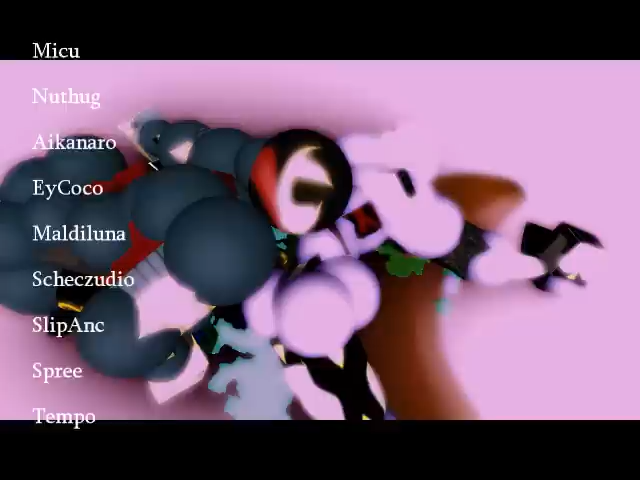 Micu
Nuthug
Aikanaro
EyCoco
Maldiluna
Scheczudio
SlipAnc
Spree
Tempo